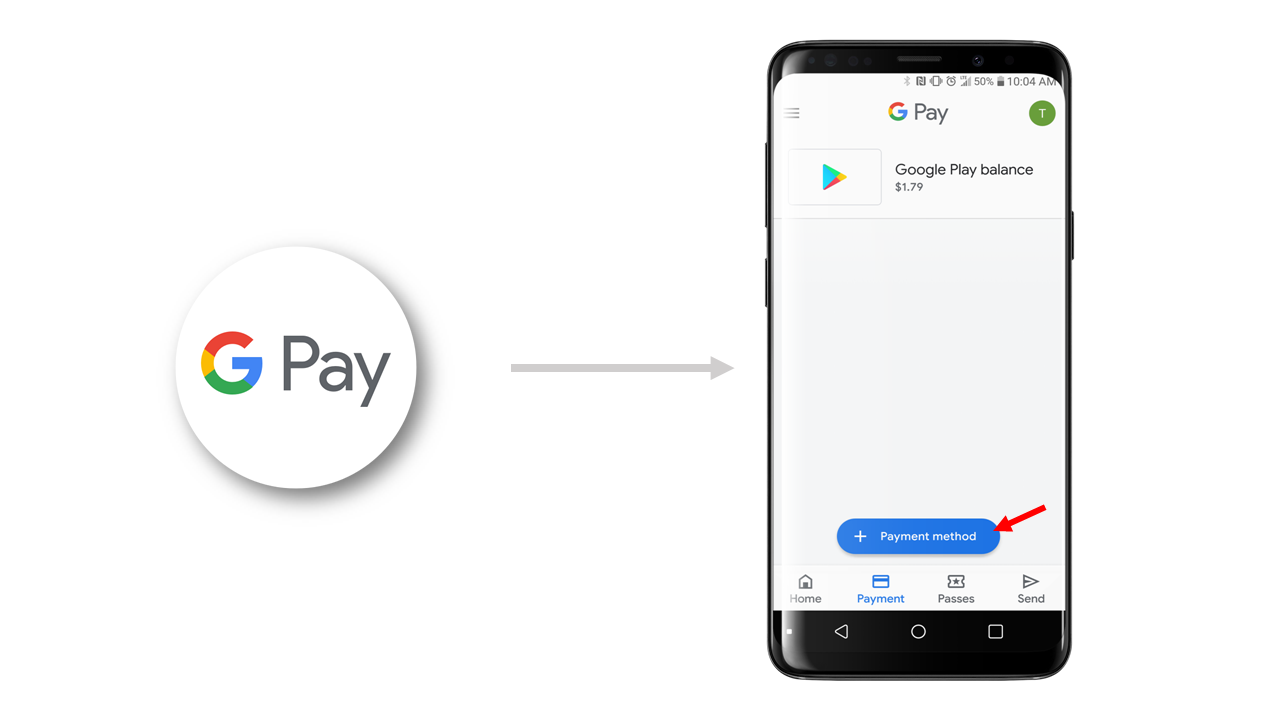 G Pay
50% 10:04 AM
G Pay
T
Google Play balance
$1.79
+ Payment method
Home Payment Passes Send